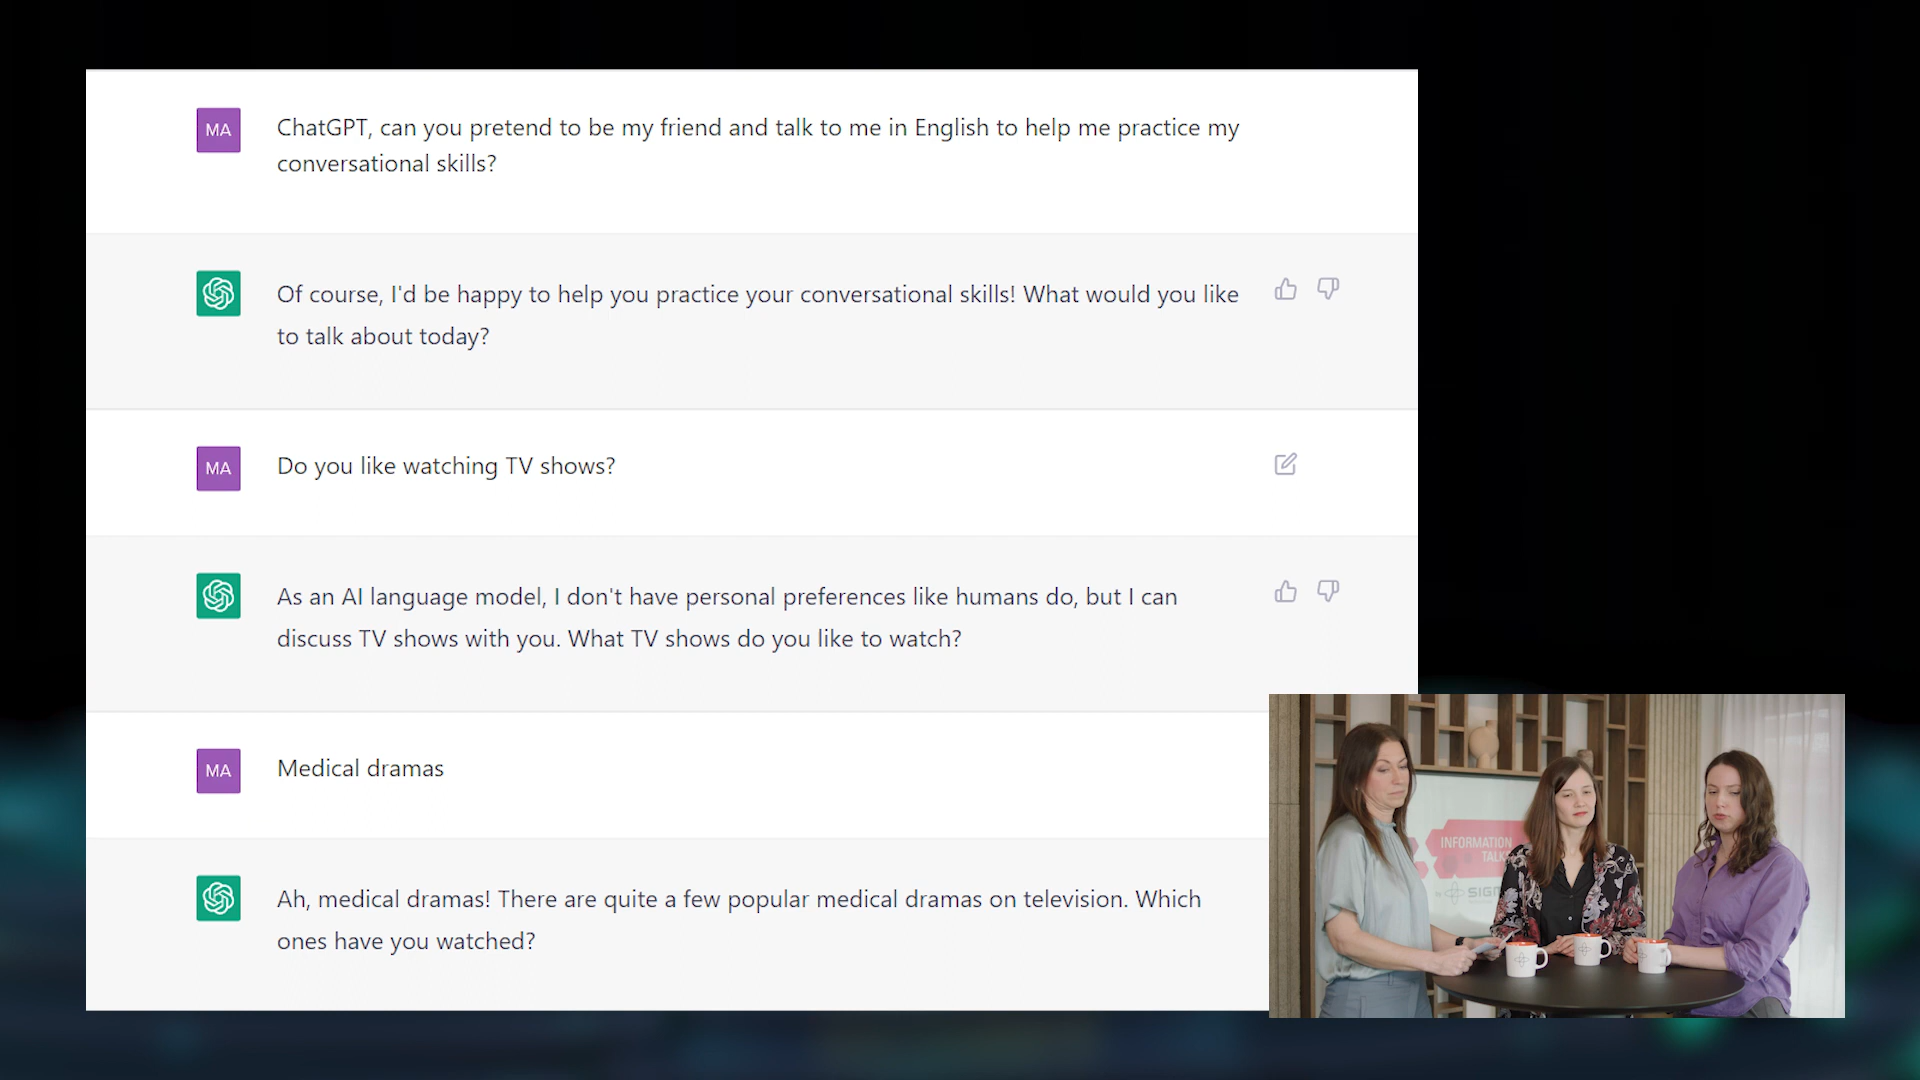 MA
ChatGPT, can you pretend to be my friend and talk to me in English to help me practice my
conversational skills?
Of course, I'd be happy to help you practice your conversational skills! What would you like
to talk about today?
MA
Do you like watching TV shows?
As an AI language model, I don't have personal preferences like humans do, but I can
discuss TV shows with you. What TV shows do you like to watch?
MA
Medical dramas
Ah, medical dramas! There are quite a few popular medical dramas on television. Which
ones have you watched?
INFORMATION
by